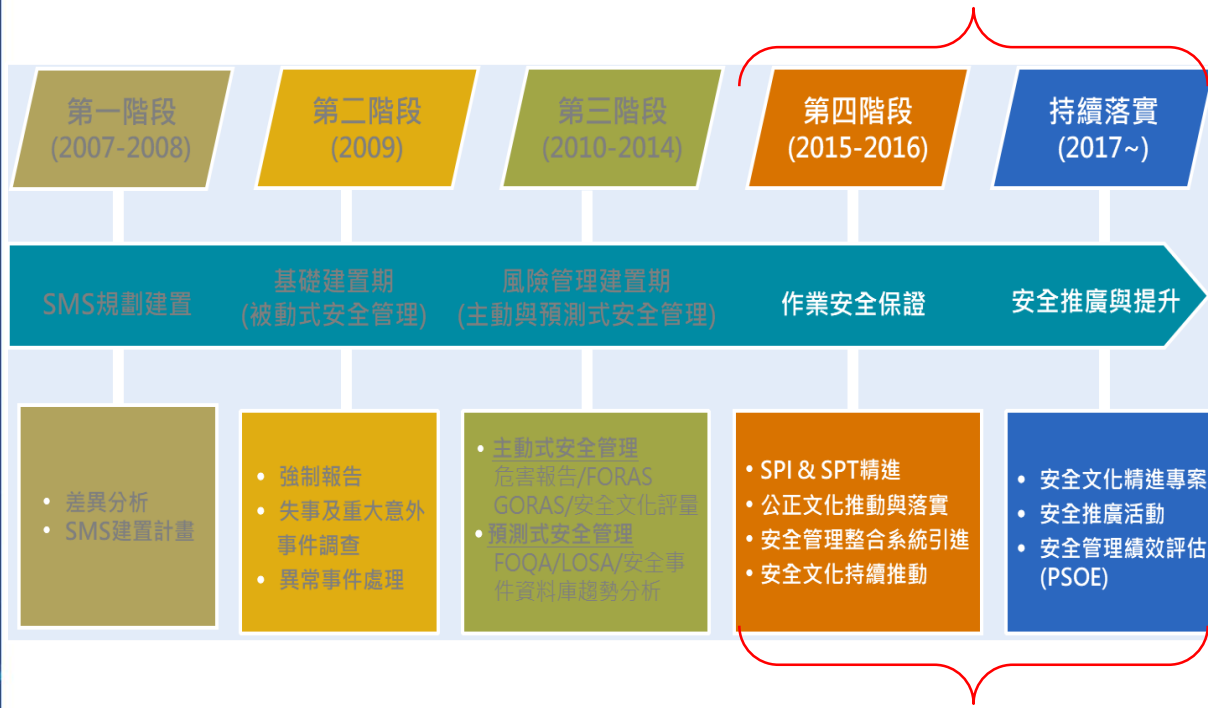 第一階段
(2007-2008)
第二階段
(2009)
第三階段
(2010-2014)
第四階段
(2015-2016)
持續落實
(2017~)
SMS規劃建置
基礎建置期
(被動式安全管理)
風險管理建置期
(主動與預測式安全管理)
作業安全保證
安全推廣與提升
• 差異分析
• SMS建置計畫
• 強制報告
• 失事及重大意外
事件調查
• 異常事件處理
• 主動式安全管理
危害報告/FORAS
GORAS/安全文化評量
• 預測式安全管理
FOQA/LOSA/安全事
件資料庫趨勢分析
• SPI & SPT精進
• 公正文化推動與落實
• 安全管理整合系統引進
• 安全文化持續推動
• 安全文化精進專案
• 安全推廣活動
• 安全管理績效評估
(PSOE)